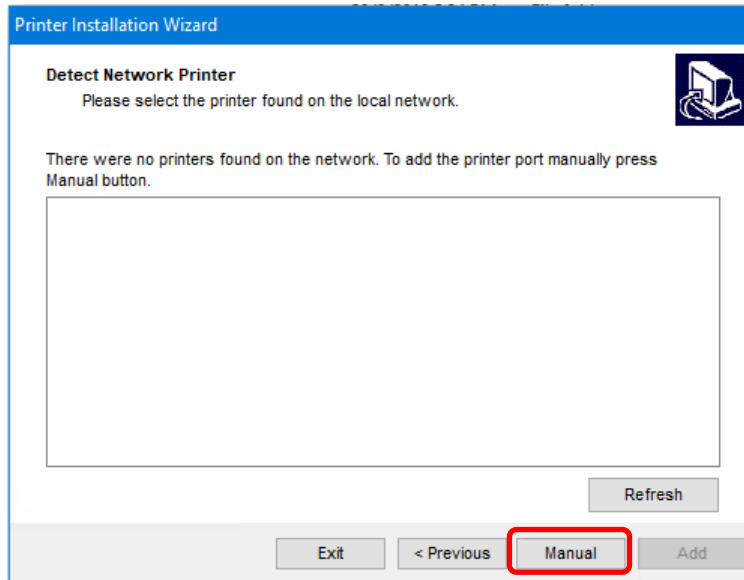 Printer Installation Wizard
Detect Network Printer
Please select the printer found on the local network.
There were no printers found on the network. To add the printer port manually press
Manual button.
Refresh
Exit
< Previous
Manual
Add